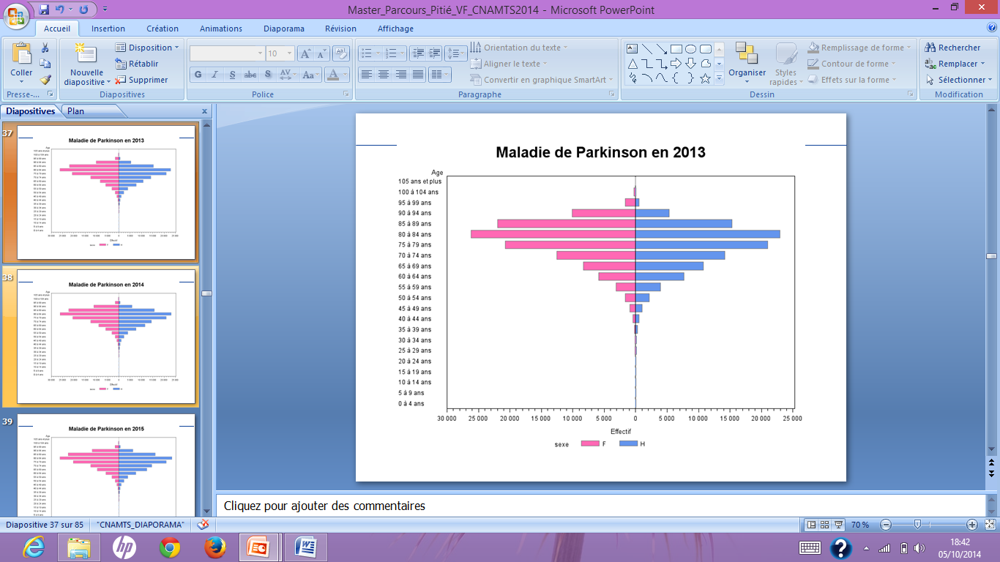 Master_Parcours_Pitié_VF_CNAMTS2014 - Microsoft PowerPoint
Accueil Insertion Création Animations Diaporama Révision Affichage
Coller
Nouvelle diapositive
Disposition
Rétablir
Supprimer
10
G I S abc S AV Aa A
Orientation du texte
Aligner le texte
Convertir en graphique SmartArt
Organiser
Styles rapides
Remplissage de forme
Contour de forme
Effets sur la forme
Rechercher
Remplacer
Sélectionner
Presse-... Diapositives Police Paragraphe Dessin Modification
Diapositives Plan x
37
Maladie de Parkinson en 2013
38
Maladie de Parkinson en 2014
39
Maladie de Parkinson en 2015
Maladie de Parkinson en 2013
Age
105 ans et plus
100 à 104 ans
95 à 99 ans
90 à 94 ans
85 à 89 ans
80 à 84 ans
75 à 79 ans
70 à 74 ans
65 à 69 ans
60 à 64 ans
55 à 59 ans
50 à 54 ans
45 à 49 ans
40 à 44 ans
35 à 39 ans
30 à 34 ans
25 à 29 ans
20 à 24 ans
15 à 19 ans
10 à 14 ans
5 à 9 ans
0 à 4 ans
30 000 25 000 20 000 15 000 10 000 5 000 0 5 000 10 000 15 000 20 000 25 000
Effectif
sexe F H
Cliquez pour ajouter des commentaires
Diapositive 37 sur 85 "CNAMTS_DIAPORAMA" 70 %
18:42
05/10/2014